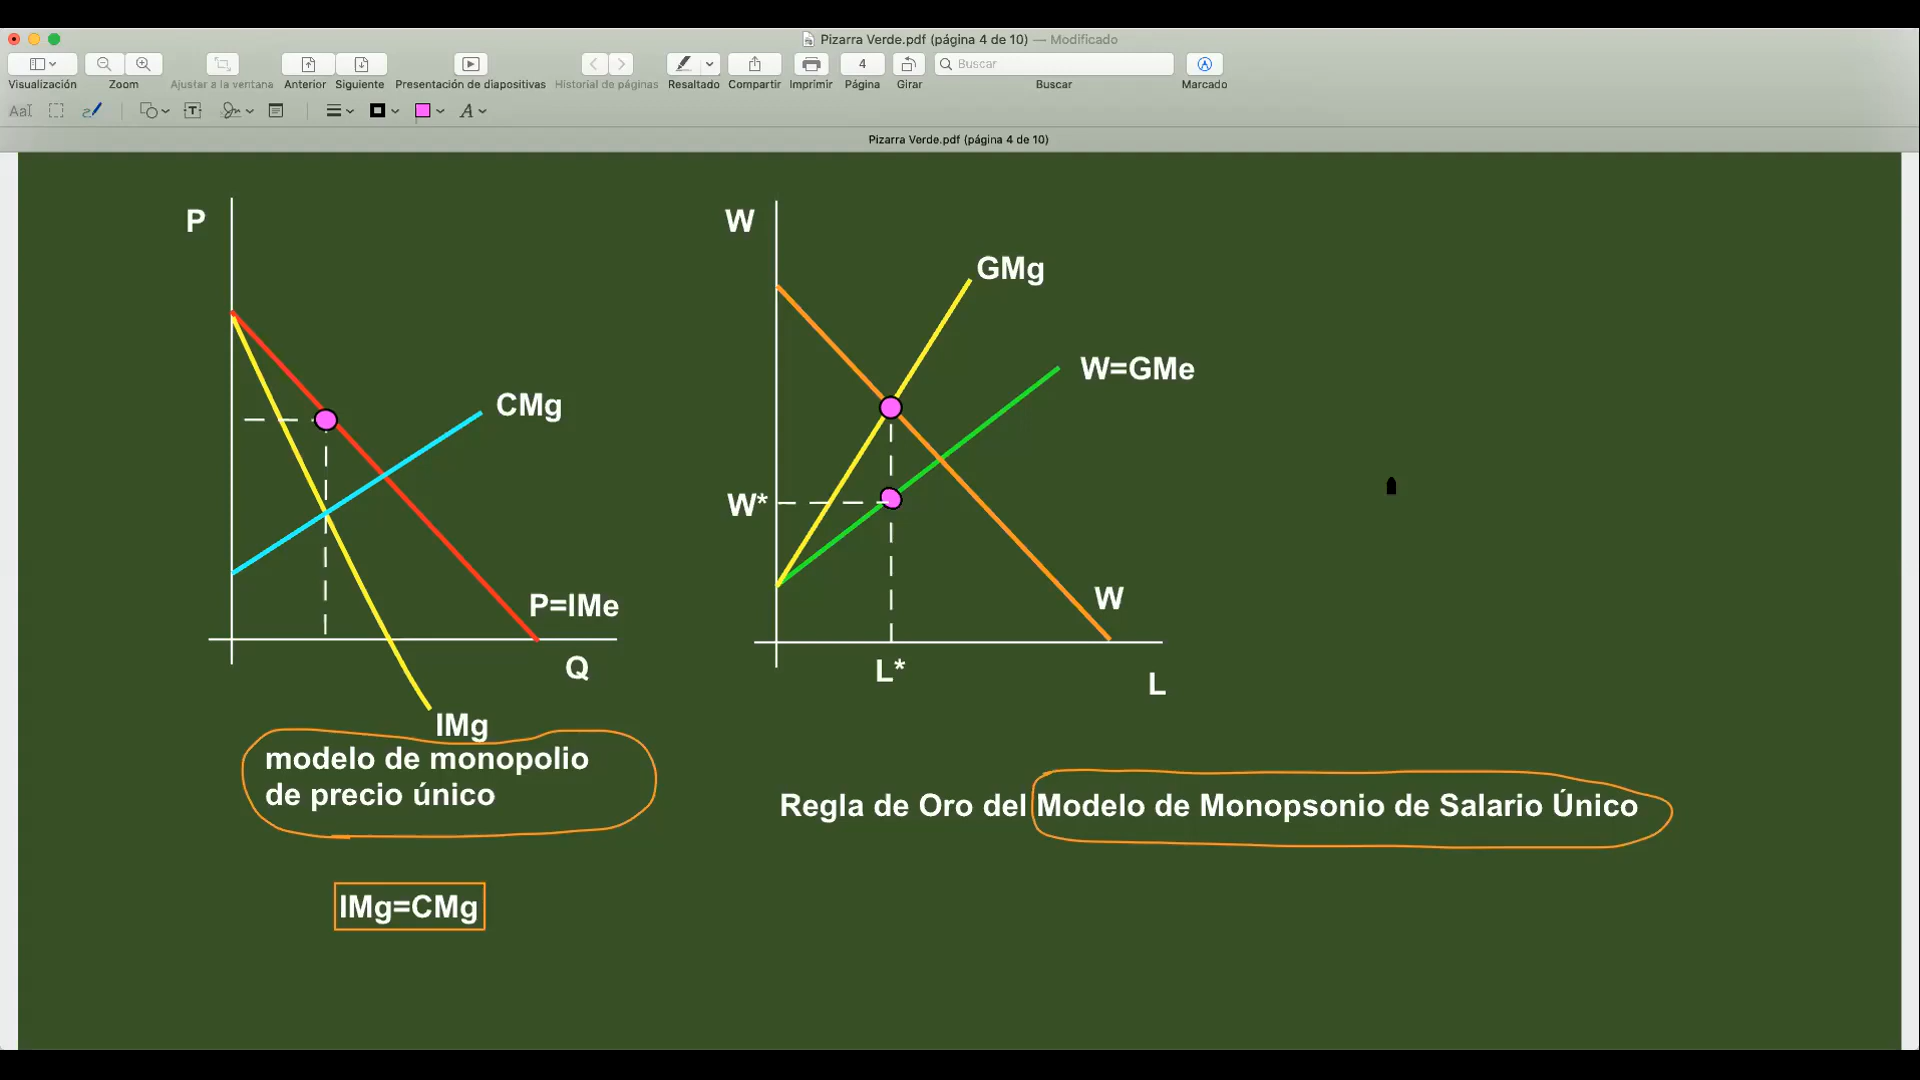 Pizarra Verde.pdf (página 4 de 10) — Modificado
4
Buscar
Visualización
Zoom
Ajustar a la ventana
Anterior
Siguiente
Presentación de diapositivas
Historial de páginas
Resaltado
Compartir
Imprimir
Página
Girar
Buscar
Marcado
AaI
T
A
Pizarra Verde.pdf (página 4 de 10)
P
CMg
P=IMe
Q
IMg
modelo de monopolio
de precio único
IMg=CMg
W
GMg
W=GMe
W*
W
L*
L
Regla de Oro del Modelo de Monopsonio de Salario Único